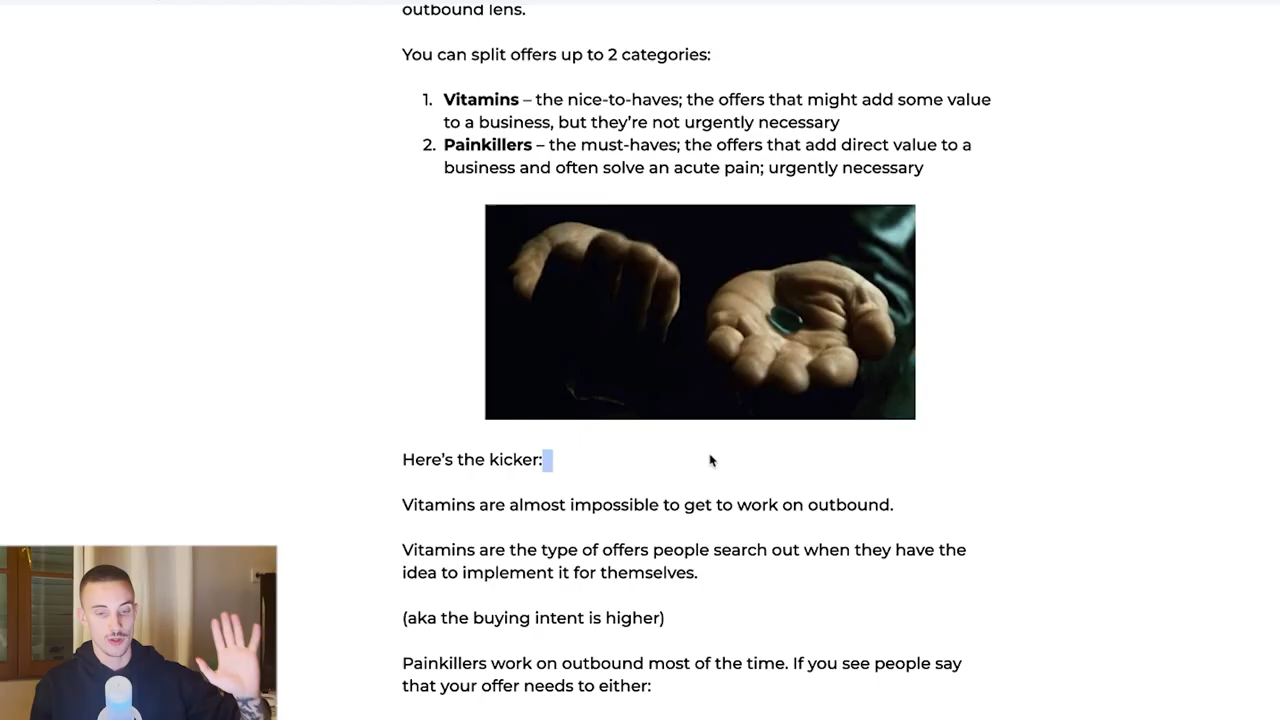 outbound lens.
You can split offers up to 2 categories:
1. Vitamins – the nice-to-haves; the offers that might add some value
to a business, but they’re not urgently necessary
2. Painkillers – the must-haves; the offers that add direct value to a
business and often solve an acute pain; urgently necessary
Here’s the kicker:
Vitamins are almost impossible to get to work on outbound.
Vitamins are the type of offers people search out when they have the
idea to implement it for themselves.
(aka the buying intent is higher)
Painkillers work on outbound most of the time. If you see people say
that your offer needs to either: